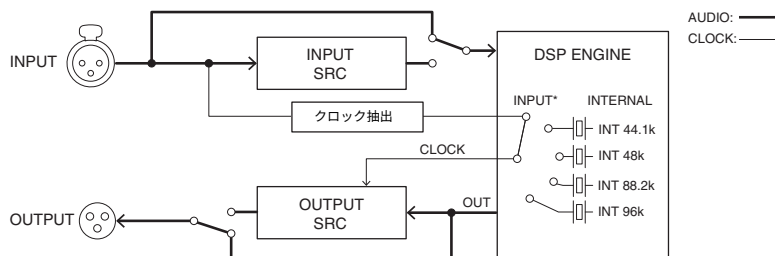 AUDIO:
CLOCK:
INPUT
INPUT
SRC
DSP ENGINE
クロック抽出
INPUT*
INTERNAL
INT 44.1k
INT 48k
INT 88.2k
INT 96k
CLOCK
OUTPUT
OUTPUT
SRC
OUT